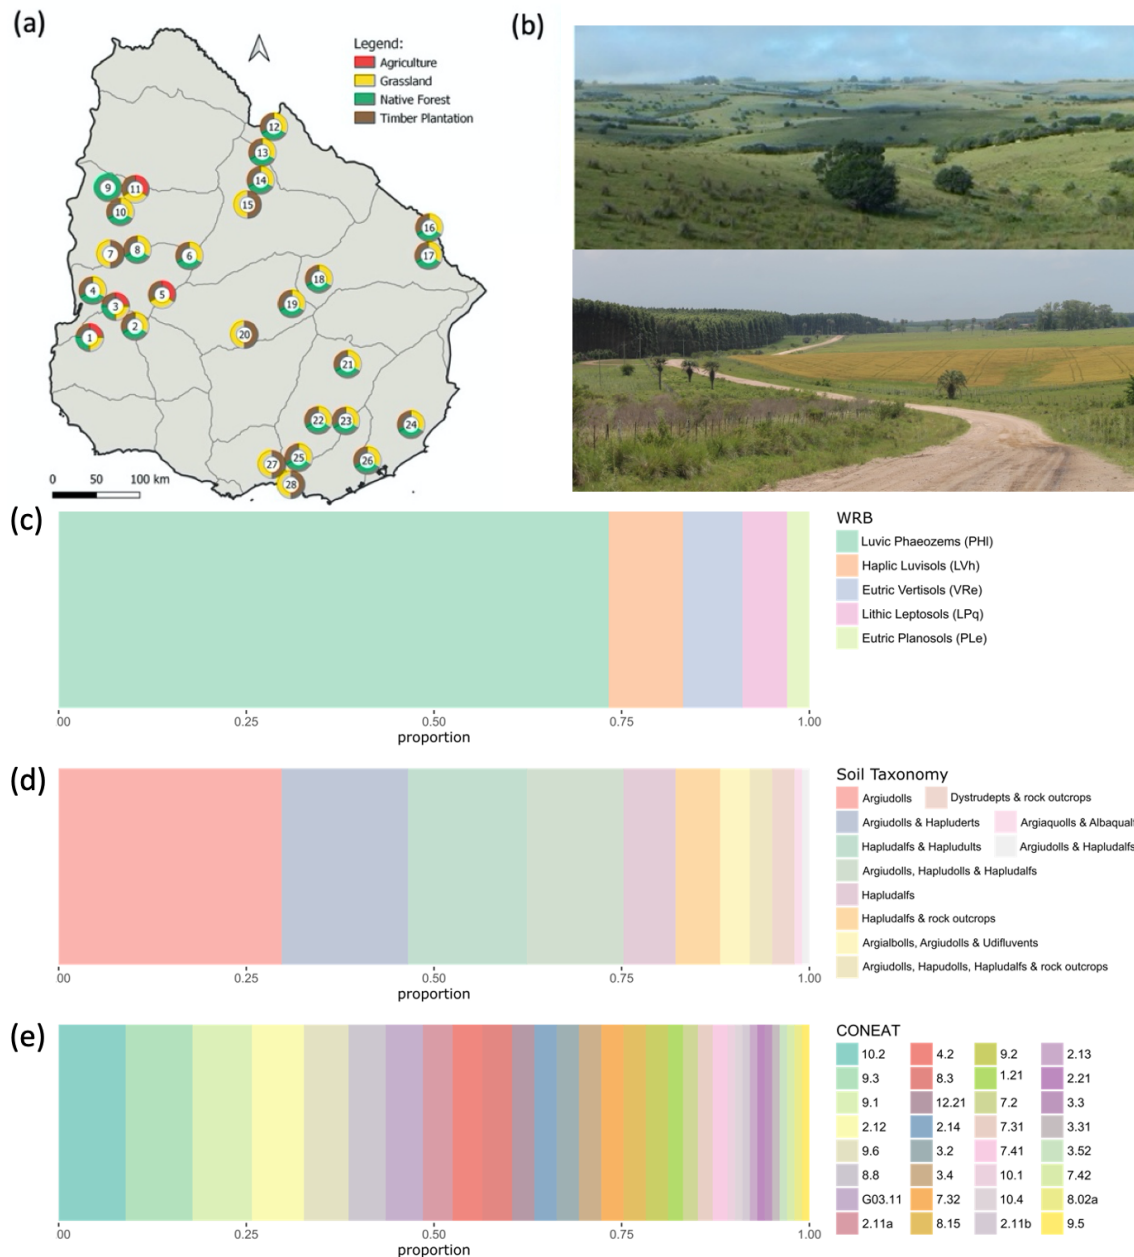 (a)
Legend:
Agriculture
Grassland
Native Forest
Timber Plantation
12
13
14
15
9
11
10
16
17
7
8
6
18
4
5
3
19
2
1
20
21
22
23
24
25
26
27
28
0 50 100 km
(b)
(c)
00 0.25 0.50 0.75 1.00
proportion
WRB
Luvic Phaeozems (PHl)
Haplic Luvisols (LVh)
Eutric Vertisols (VRe)
Lithic Leptosols (LPq)
Eutric Planosols (PLe)
(d)
00 0.25 0.50 0.75 1.00
proportion
Soil Taxonomy
Argiudolls Dystrudepts & rock outcrops
Argiudolls & Hapluderts Argiaquolls & Albaqualf
Hapludalfs & Hapludults Argiudolls & Hapludalfs
Argiudolls, Hapludolls & Hapludalfs
Hapludalfs
Hapludalfs & rock outcrops
Argialbolls, Argiudolls & Udifluvents
Argiudolls, Hapudolls, Hapludalfs & rock outcrops
(e)
00 0.25 0.50 0.75 1.00
proportion
CONEAT
10.2 4.2 9.2 2.13
9.3 8.3 1.21 2.21
9.1 12.21 7.2 3.3
2.12 2.14 7.31 3.31
9.6 3.2 7.41 3.52
8.8 3.4 10.1 7.42
G03.11 7.32 10.4 8.02a
2.11a 8.15 2.11b 9.5